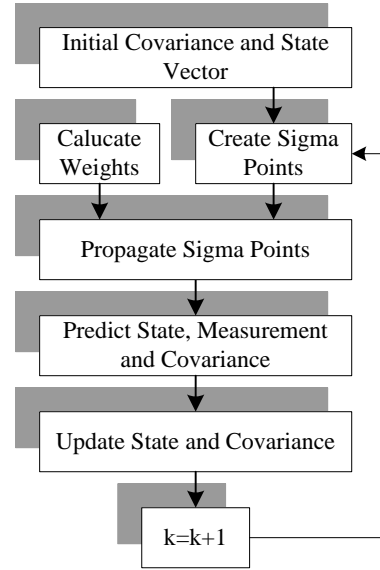 Initial Covariance and State
Vector
Calucate
Weights
Create Sigma
Points
Propagate Sigma Points
Predict State, Measurement
and Covariance
Update State and Covariance
k=k+1